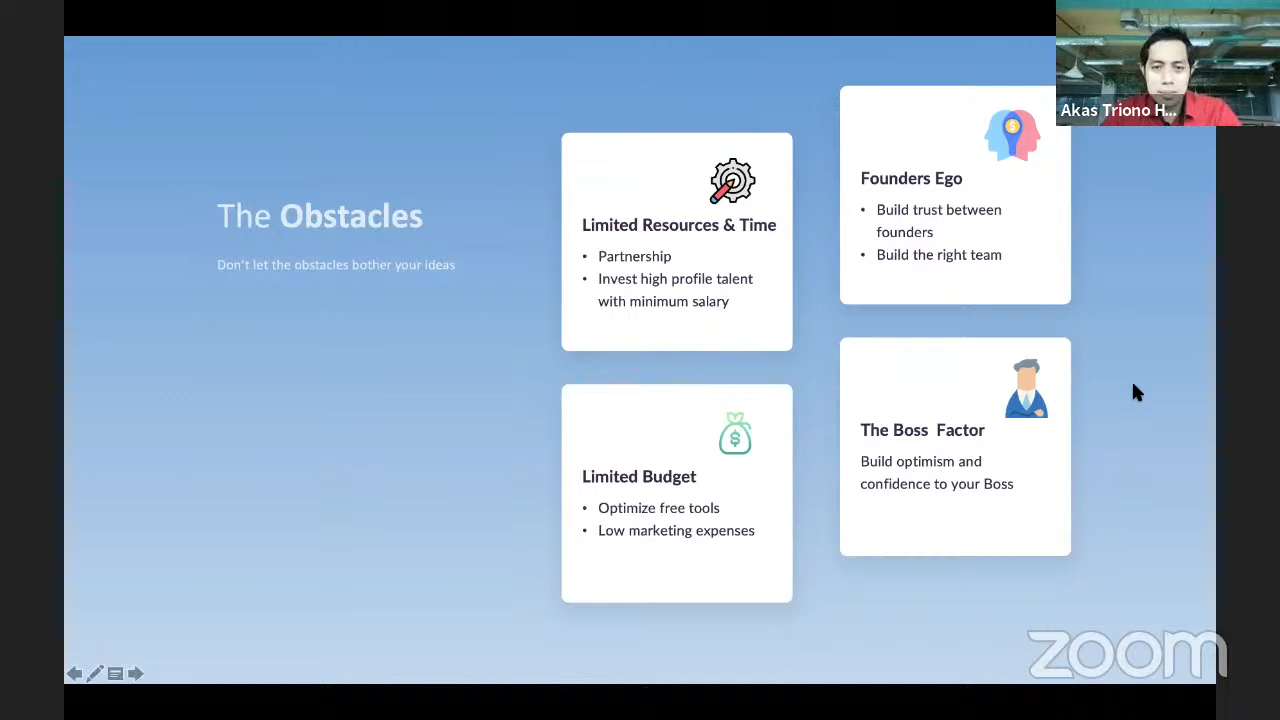 The Obstacles
Don't let the obstacles bother your ideas
Limited Resources & Time
• Partnership
• Invest high profile talent
with minimum salary
Founders Ego
• Build trust between
founders
• Build the right team
Limited Budget
• Optimize free tools
• Low marketing expenses
The Boss  Factor
Build optimism and
confidence to your Boss
Akas Triono H...
zoom